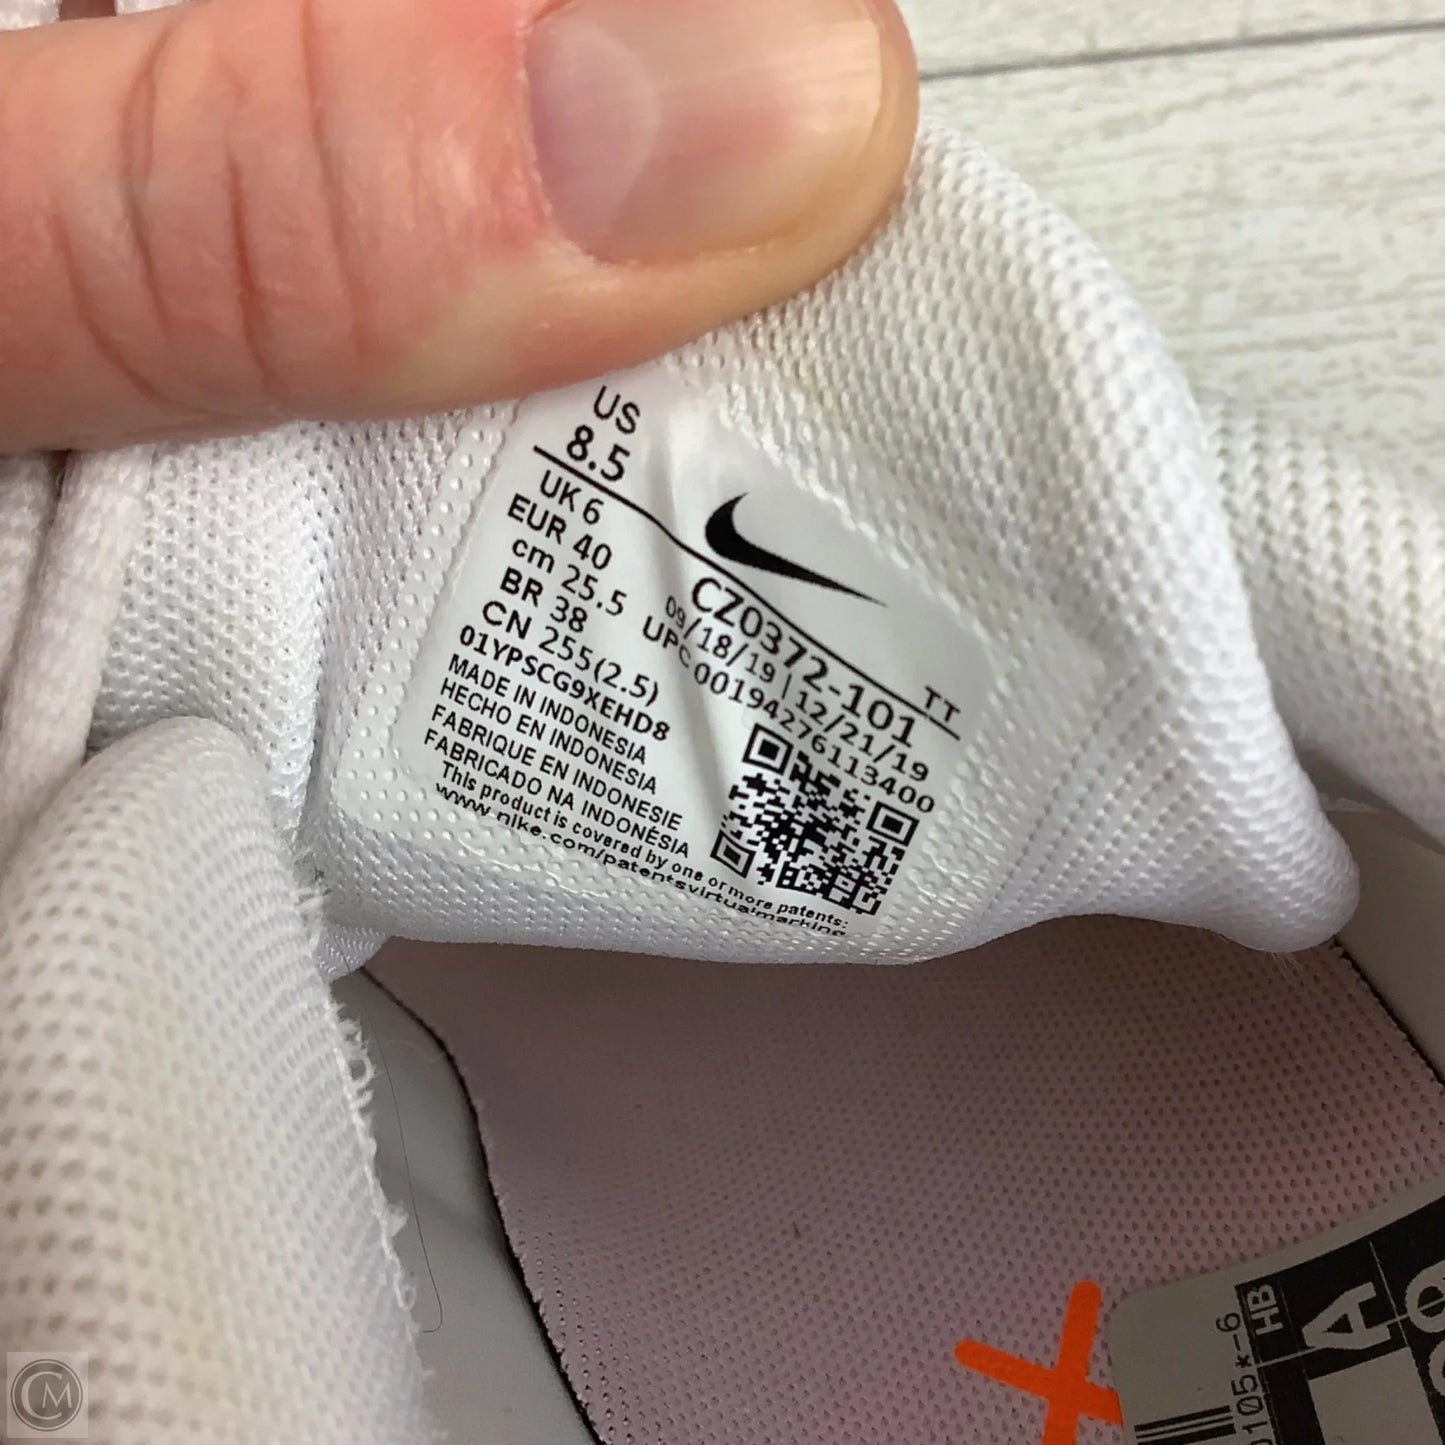 US
8.5
UK 6
EUR 40
cm 25.5
BR 38
CN 255(2.5)
01YPSCG9XEHD8
MADE IN INDONESIA
HECHO EN INDONESIA
FABRIQUE EN INDONESIE
FABRICADO NA INDONÉSIA
This product is covered by one or more patents:
www.nike.com/patentsvirtualmarking
CZ0372-101 TT
09/18/19 | 12/21/19
UPC 00194276113400
HB
A
CM